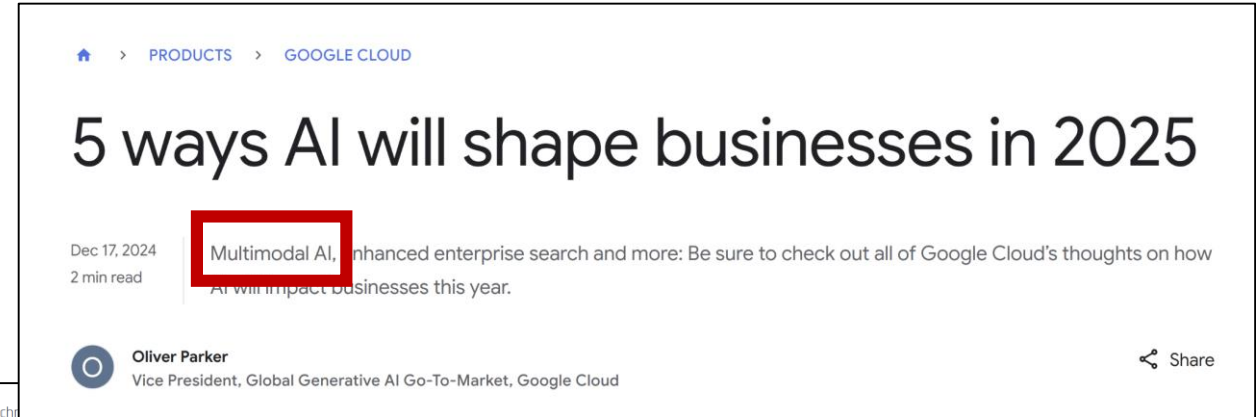 > PRODUCTS > GOOGLE CLOUD
5 ways AI will shape businesses in 2025
Dec 17, 2024
2 min read
Multimodal AI, nhanced enterprise search and more: Be sure to check out all of Google Cloud's thoughts on how
AI will impact businesses this year.
O
Oliver Parker
Vice President, Global Generative AI Go-To-Market, Google Cloud
Share